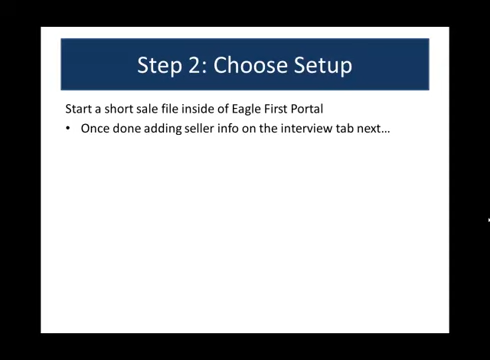 Step 2: Choose Setup
Start a short sale file inside of Eagle First Portal
• Once done adding seller info on the interview tab next...